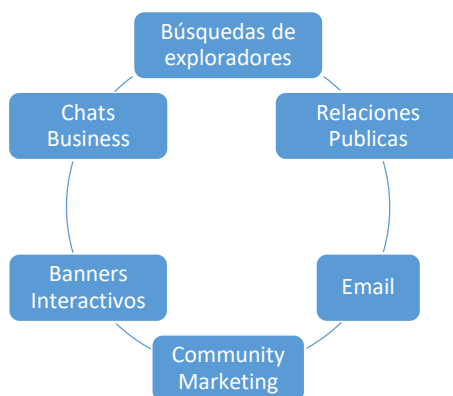 Búsquedas de
exploradores
Relaciones
Publicas
Email
Community
Marketing
Banners
Interactivos
Chats
Business